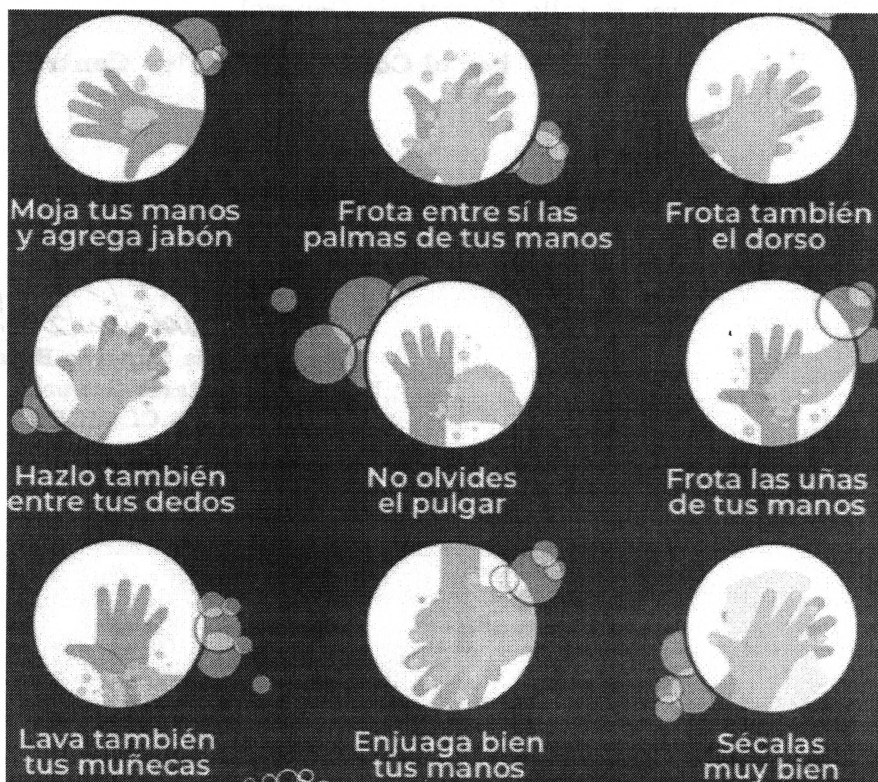 Moja tus manos
y agrega jabón
Frota entre sí las
palmas de tus manos
Frota también
el dorso
Hazlo también
entre tus dedos
No olvides
el pulgar
Frota las uñas
de tus manos
Lava también
tus muñecas
Enjuaga bien
tus manos
Sécalas
muy bien